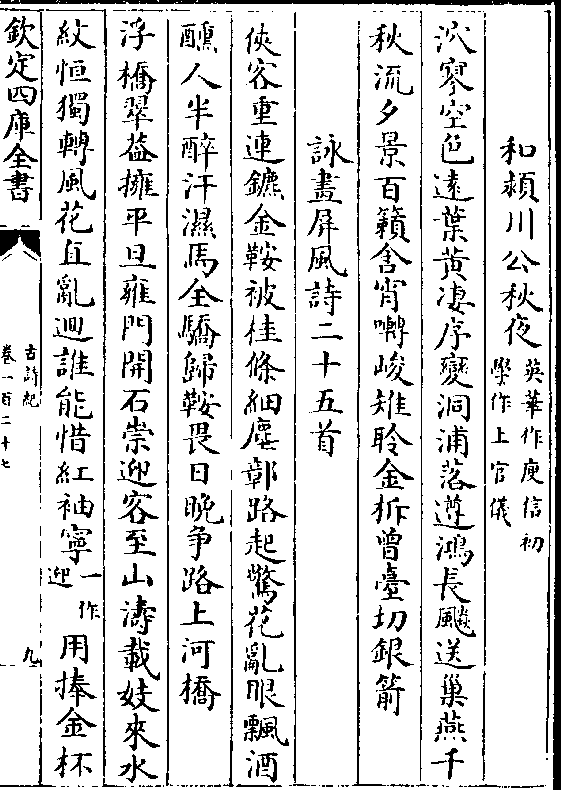 和潁川公秋夜 英華作庾信初
學作上官儀
泬寥空色遠葉黄凄序變洞浦落遵鴻長飈送巢燕千
秋流夕景百籟含宵囀峻雉聆金柝曾臺切銀箭
詠畫屏風詩二十五首
俠客重連鑣金鞍被桂條細塵鄣路起驚花亂眼飄酒
醺人半醉汗濕馬全驕歸鞍畏日晚争路上河橋
浮橋翠葢擁平旦雍門開石崇迎客至山濤載妓來水
紋恒獨轉風花直亂迴誰能惜紅袖寧一作迎用捧金杯
欽定四庫全書
古詩紀
卷一百二十七
九